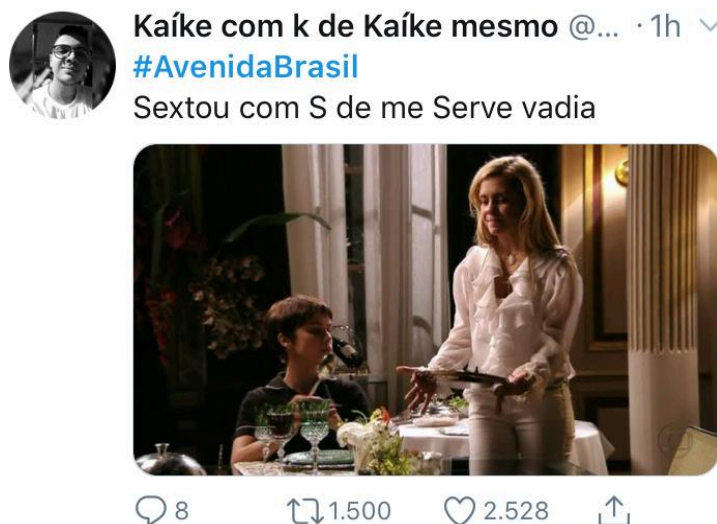 Kaíke com k de Kaíke mesmo @... · 1h
#AvenidaBrasil
Sextou com S de me Serve vadia
8 1.500 2.528